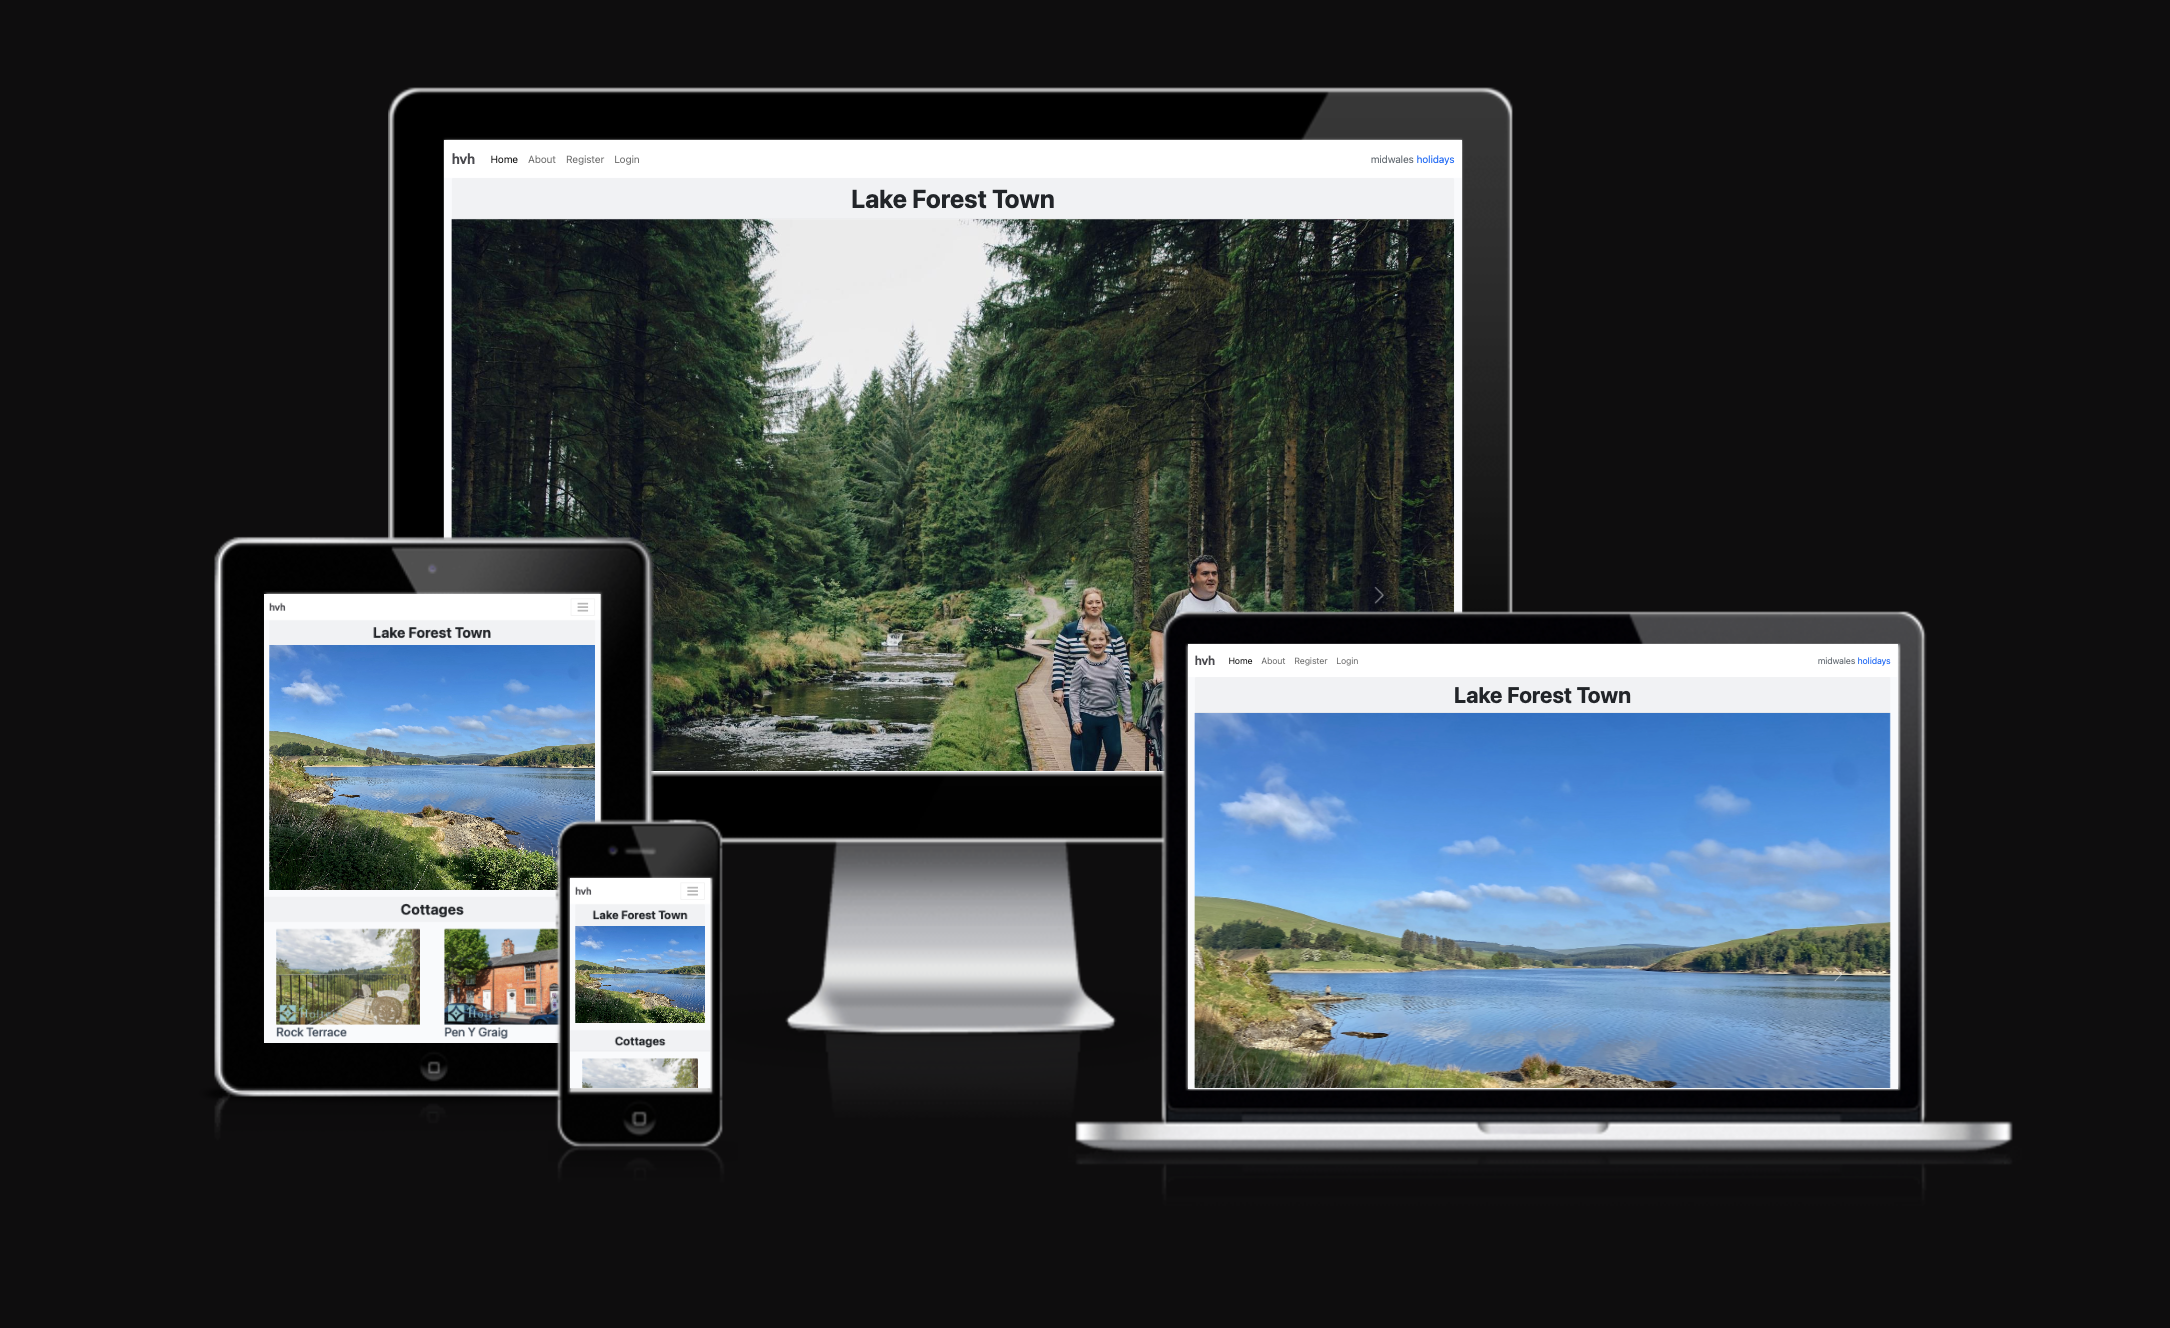 hvh Home About Register Login midwales holidays
Lake Forest Town
hvh
Lake Forest Town
Cottages
Rock Terrace Pen Y Graig
hvh
Lake Forest Town
Cottages
hvh Home About Register Login midwales holidays
Lake Forest Town